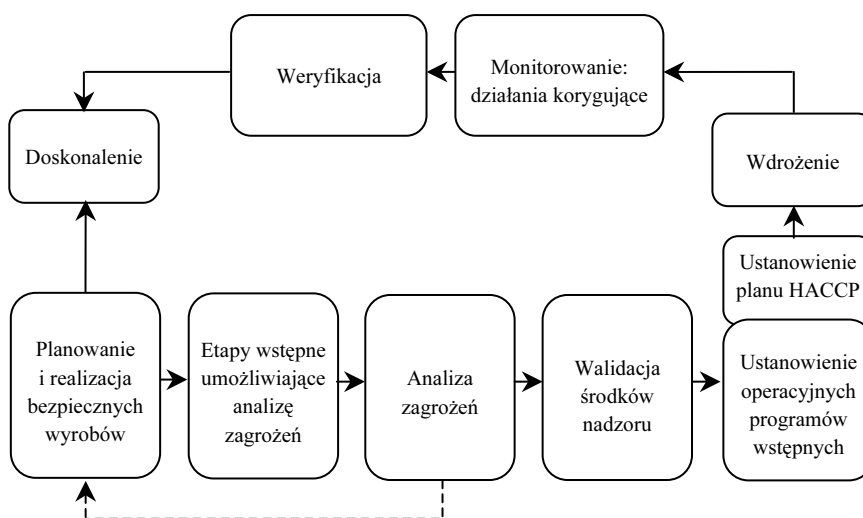 Weryfikacja
Monitorowanie:
działania korygujące
Doskonalenie
Wdrożenie
Ustanowienie
planu HACCP
Planowanie
i realizacja
bezpiecznych
wyrobów
Etapy wstępne
umożliwiające
analizę
zagrożeń
Analiza
zagrożeń
Walidacja
środków
nadzoru
Ustanowienie
operacyjnych
programów
wstępnych